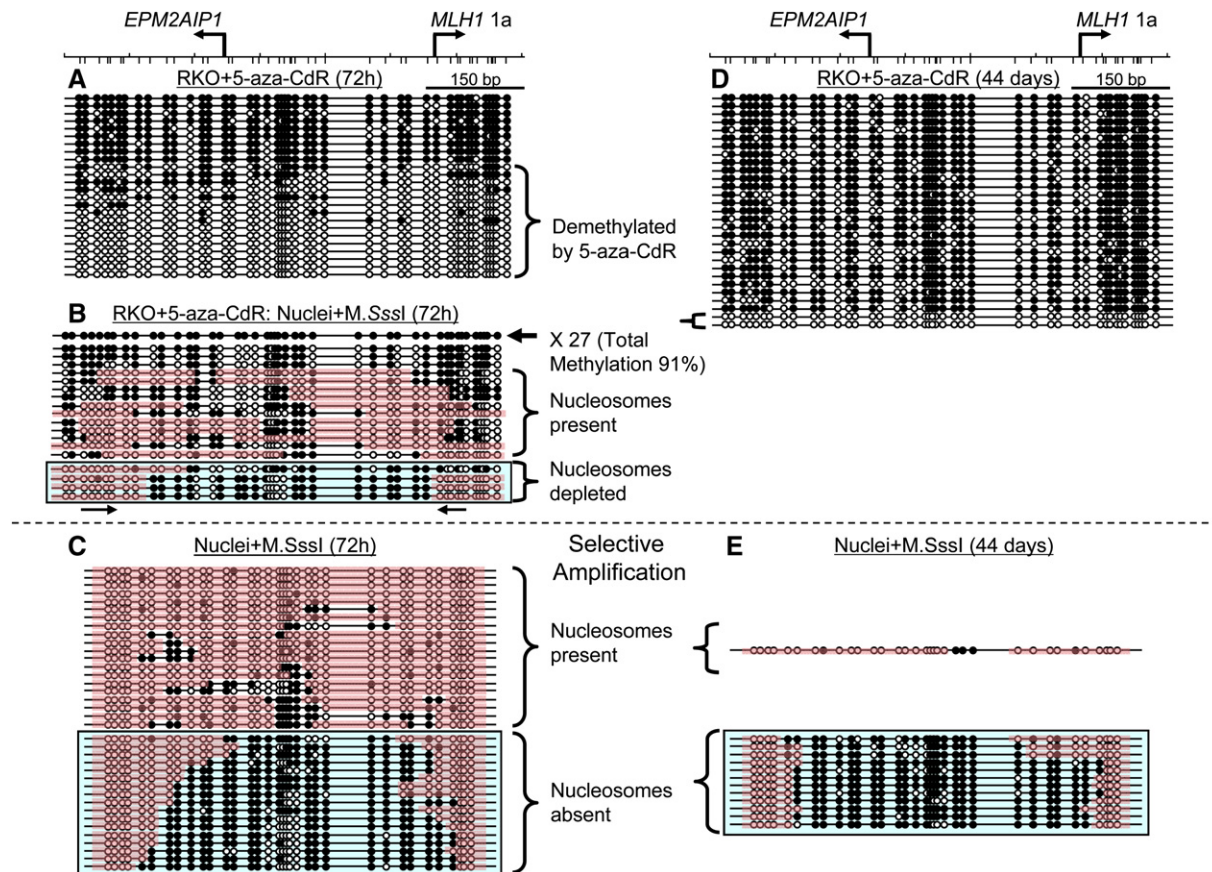 EPM2AIP1 MLH1 1a
A RKO+5-aza-CdR (72h) 150 bp
Demethylated
by 5-aza-CdR
B RKO+5-aza-CdR: Nuclei+M.SssI (72h)
X 27 (Total
Methylation 91%)
Nucleosomes
present
Nucleosomes
depleted
EPM2AIP1 MLH1 1a
D RKO+5-aza-CdR (44 days) 150 bp
C Nuclei+M.SssI (72h)
Selective
Amplification
Nucleosomes
present
Nucleosomes
absent
E Nuclei+M.SssI (44 days)